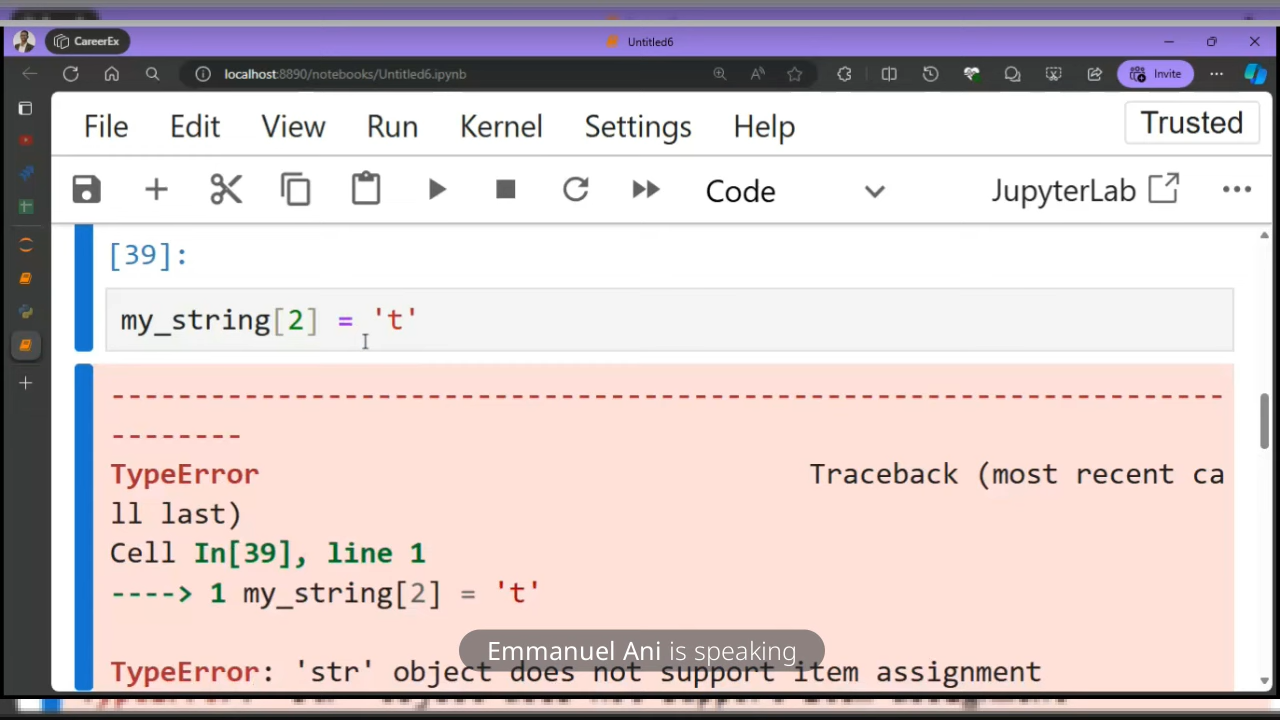 CareerEx
Untitled6
localhost:8890/notebooks/Untitled6.ipynb
Invite
File Edit View Run Kernel Settings Help Trusted
Code JupyterLab
[39]:
my_string[2] = 't'
---------------------------------------------------------------------------
TypeError Traceback (most recent ca
ll last)
Cell In[39], line 1
----> 1 my_string[2] = 't'
Emmanuel Ani is speaking
TypeError: 'str' object does not support item assignment